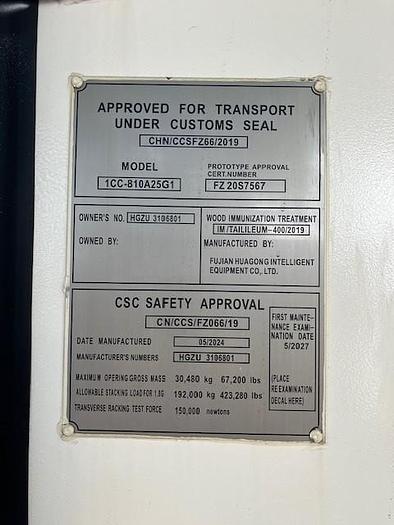 APPROVED FOR TRANSPORT
UNDER CUSTOMS SEAL
CHN/CCSFZ66/2019
MODEL
1CC-810A25G1
PROTOTYPE APPROVAL
CERT.NUMBER
FZ 20S7567
OWNER'S NO. HGZU 3106801
OWNED BY:
WOOD IMMUNIZATION TREATMENT
IM/TAILILEUM-400/2019
MANUFACTURED BY:
FUJIAN HUAGONG INTELLIGENT
EQUIPMENT CO., LTD.
CSC SAFETY APPROVAL
CN/CCS/FZ066/19
DATE MANUFACTURED 05/2024
MANUFACTURER'S NUMBERS HGZU 3106801
MAXIMUM OPERING GROSS MASS 30,480 kg 67,200 lbs
ALLOWABLE STACKING LOAD FOR 1.8G 192,000 kg 423,280 lbs
TRANSVERSE RACKING TEST FORCE 150,000 newtons
FIRST MAINTE-
NANCE EXAMI-
NATION DATE
5/2027
(PLACE
REEXAMINATION
DECAL HERE)